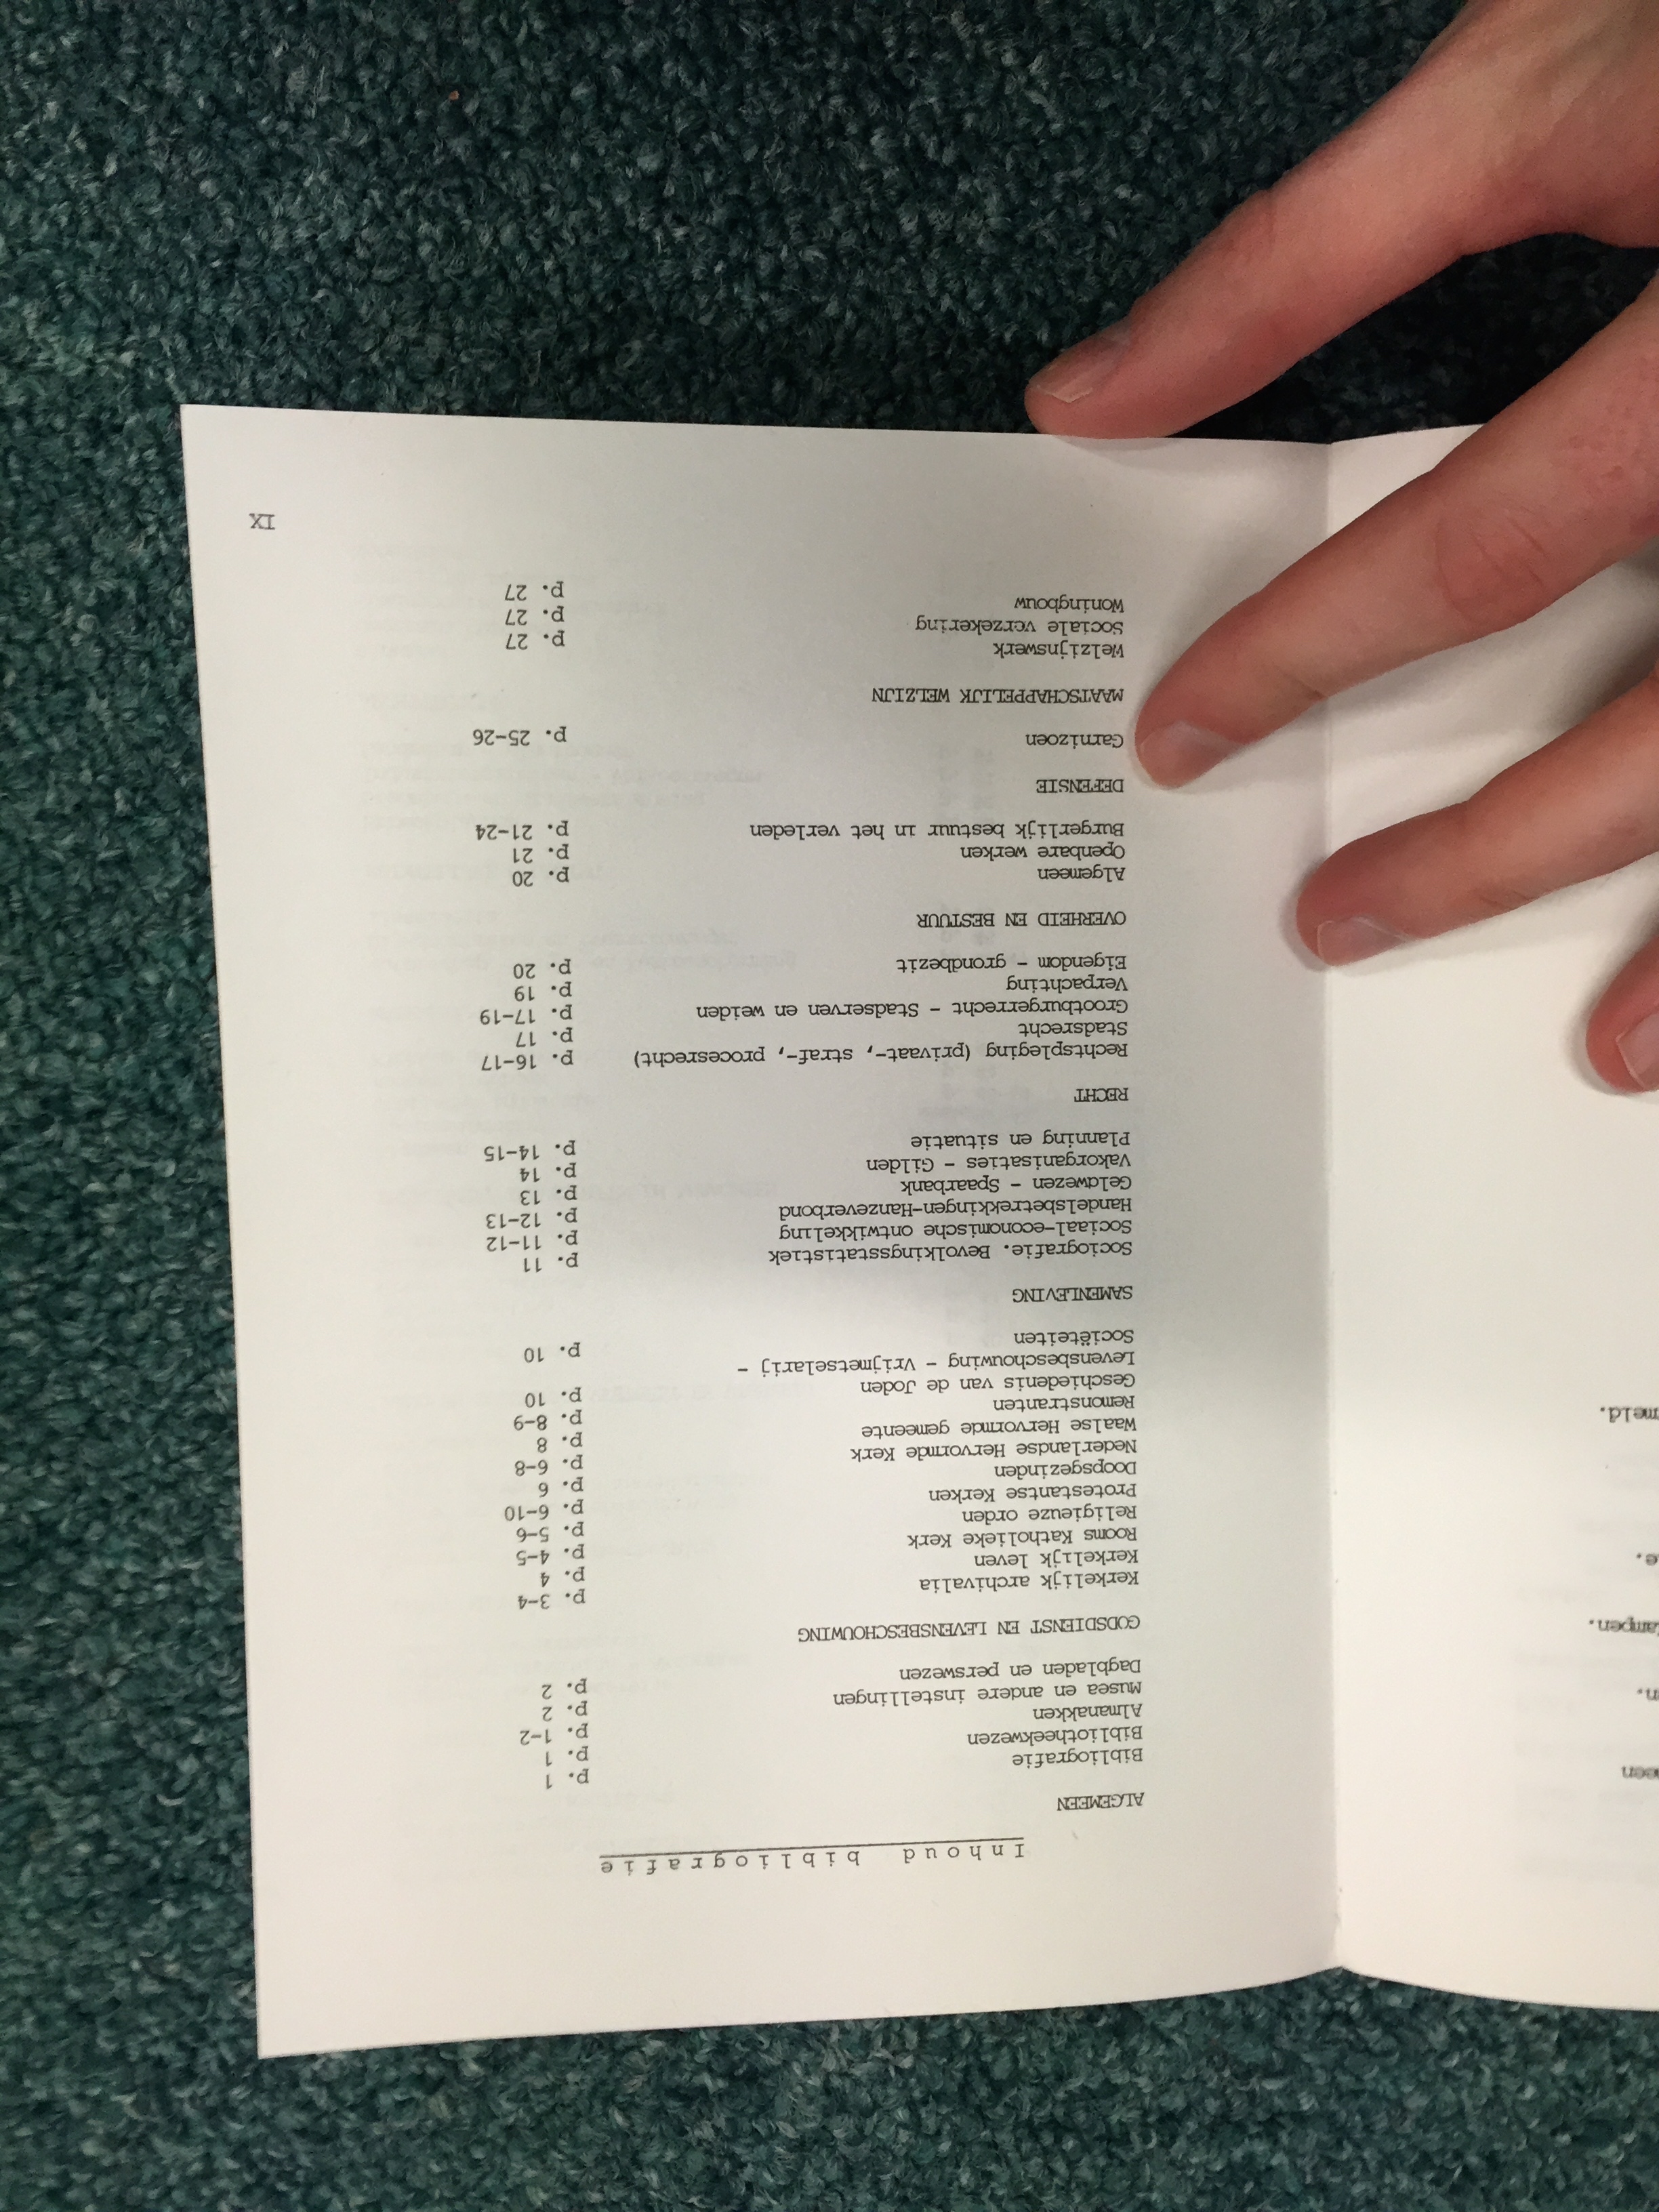 Inhoud bibliografie
ALGEMEEN
Bibliografie p. 1
Bibliotheekwezen p. 1
Almanakken p. 1-2
Musea en andere instellingen p. 2
Dagbladen en perswezen p. 2
GODSDIENST EN LEVENSBESCHOUWING
Kerkelijk archivalia p. 3-4
Kerkelijk leven p. 4
Rooms Katholieke Kerk p. 4-5
Religieuze orden p. 5-6
Protestantse Kerken p. 6-10
Doopsgezinden p. 6
Nederlandse Hervormde Kerk p. 6-8
Waalse Hervormde gemeente p. 8
Remonstranten p. 8-9
Geschiedenis van de Joden p. 10
Levensbeschouwing - Vrijmetselarij -
Sociëteiten p. 10
SAMENLEVING
Sociografie. Bevolkingsstatistiek p. 11
Sociaal-economische ontwikkeling p. 11-12
Handelsbetrekkingen-Hanzeverbond p. 12-13
Geldwezen - Spaarbank p. 13
Vakorganisaties - Gilden p. 14
Planning en situatie p. 14-15
RECHT
Rechtspleging (privaat-, straf-, procesrecht) p. 16-17
Stadsrecht p. 17
Grootburgerrecht - Stadserven en weiden p. 17-19
Verpachting p. 19
Eigendom - grondbezit p. 20
OVERHEID EN BESTUUR
Algemeen p. 20
Openbare werken p. 21
Burgerlijk bestuur in het verleden p. 21-24
DEFENSIE
Garnizoen p. 25-26
MAATSCHAPPELIJK WELZIJN
Welzijnswerk p. 27
Sociale verzekering p. 27
Woningbouw p. 27
IX